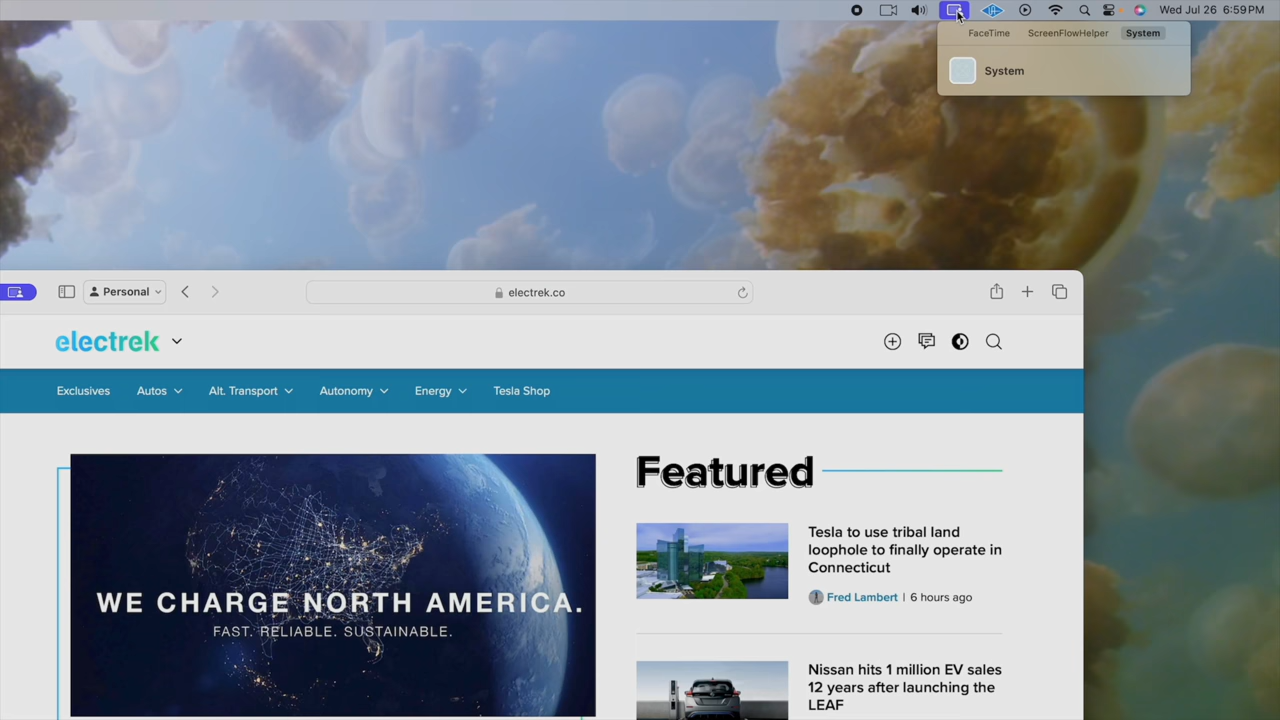 Wed Jul 26 6:59 PM
FaceTime ScreenFlowHelper System
System
Personal
electrek.co
electrek
Exclusives Autos Alt. Transport Autonomy Energy Tesla Shop
WE CHARGE NORTH AMERICA.
FAST. RELIABLE. SUSTAINABLE.
Featured
Tesla to use tribal land
loophole to finally operate in
Connecticut
Fred Lambert | 6 hours ago
Nissan hits 1 million EV sales
12 years after launching the
LEAF